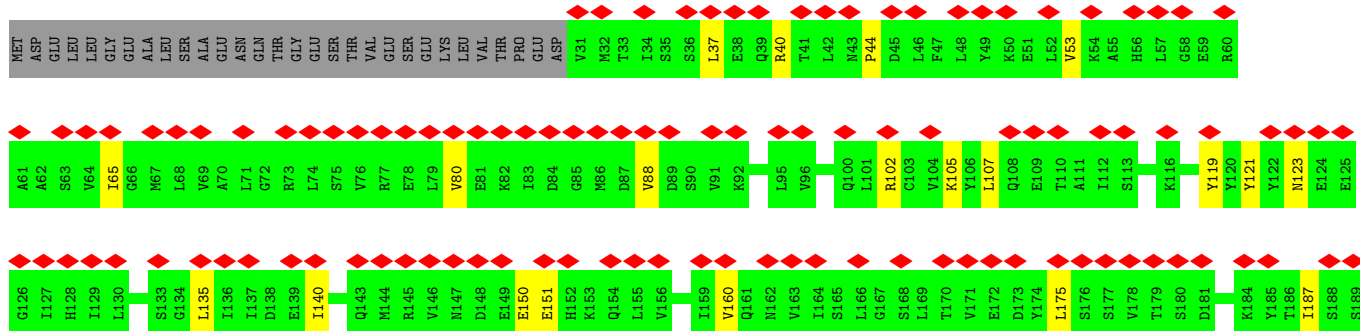 MET ASP GLU LEU LEU GLY GLU ALA LEU SER ALA GLU ASN GLN THR GLY GLU SER THR VAL GLU SER GLU LYS LEU VAL THR PRO GLU ASP V31 M32 T33 I34 S35 S36 L37 E38 Q39 R40 T41 L42 N43 P44 D45 L46 F47 L48 Y49 K50 E51 L52 V53 K54 A55 H56 L57 G58 E59 R60
A61 A62 S63 V64 I65 G66 M67 L68 V69 A70 L71 G72 R73 L74 S75 V76 R77 E78 L79 V80 E81 K82 I83 D84 G85 M86 D87 V88 D89 S90 V91 K92 L95 V96 Q100 L101 R102 C103 V104 K105 Y106 L107 Q108 E109 T110 A111 I112 S113 K116 Y119 Y120 Y121 Y122 N123 E124 E125
G126 I127 H128 I129 L130 S133 G134 L135 I136 I137 D138 E139 I140 Q143 M144 R145 V146 N147 D148 E149 E150 E151 H152 K153 Q154 L155 V156 I159 V160 Q161 N162 V163 I164 S165 L166 G167 S168 L169 T170 V171 E172 D173 Y174 L175 S176 S177 V178 T179 S180 D181 K184 Y185 T186 I187 S188 S189